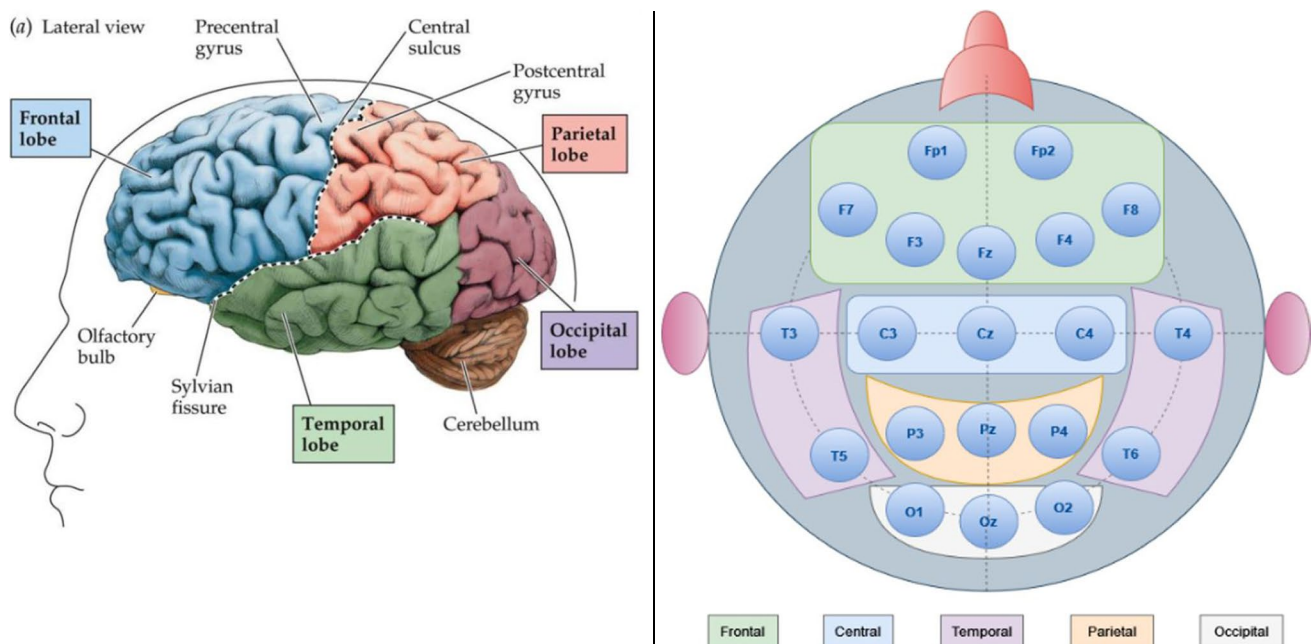 (a) Lateral view
Precentral
gyrus
Central
sulcus
Postcentral
gyrus
Frontal
lobe
Parietal
lobe
Olfactory
bulb
Sylvian
fissure
Temporal
lobe
Cerebellum
Occipital
lobe
Fp1 Fp2
F7 F3 Fz F4 F8
T3 C3 Cz C4 T4
T5 P3 Pz P4 T6
O1 Oz O2
Frontal Central Temporal Parietal Occipital